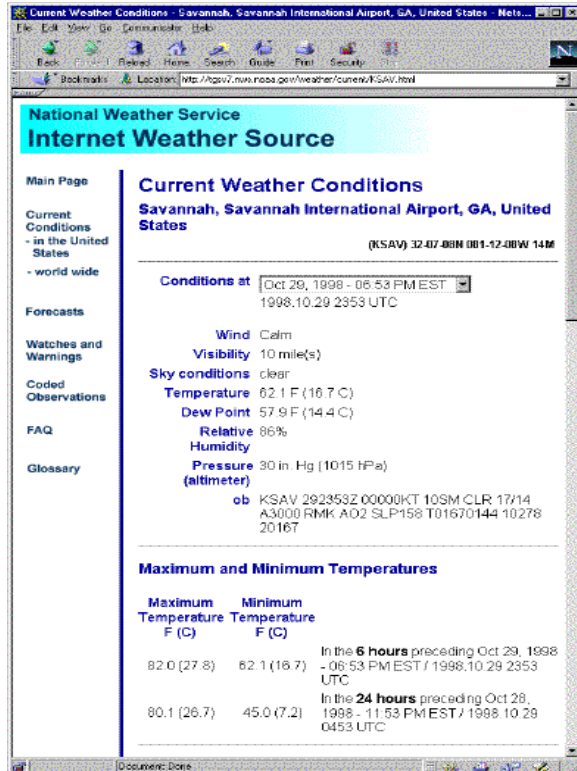 Current Weather Conditions - Savannah, Savannah International Airport, GA, United States - Nets...
File Edit View Go Communicator Help
Back Reload Home Search Guide Print Security
Bookmarks Location: http://tgsv7.nws.noaa.gov/weather/current/KSAV.html
National Weather Service
Internet Weather Source
Main Page
Current
Conditions
- in the United
States
- world wide
Forecasts
Watches and
Warnings
Coded
Observations
FAQ
Glossary
Current Weather Conditions
Savannah, Savannah International Airport, GA, United
States
(KSAV) 32-07-08N 081-12-08W 14M
Conditions at Oct 29, 1998 - 06:53 PM EST
1998.10.29 2353 UTC
Wind Calm
Visibility 10 mile(s)
Sky conditions clear
Temperature 62.1 F (16.7 C)
Dew Point 57.9 F (14.4 C)
Relative 86%
Humidity
Pressure 30 in. Hg (1015 hPa)
(altimeter)
ob KSAV 292353Z 00000KT 10SM CLR 17/14
A3000 RMK AO2 SLP158 T01670144 10278
20167
Maximum and Minimum Temperatures
Maximum Minimum
Temperature Temperature
F (C) F (C)
In the 6 hours preceding Oct 29, 1998
82.0 (27.8) 62.1 (16.7) - 06:53 PM EST / 1998.10.29 2353
UTC
In the 24 hours preceding Oct 28,
80.1 (26.7) 45.0 (7.2) 1998 - 11:53 PM EST / 1998.10.29
0453 UTC
Document: Done